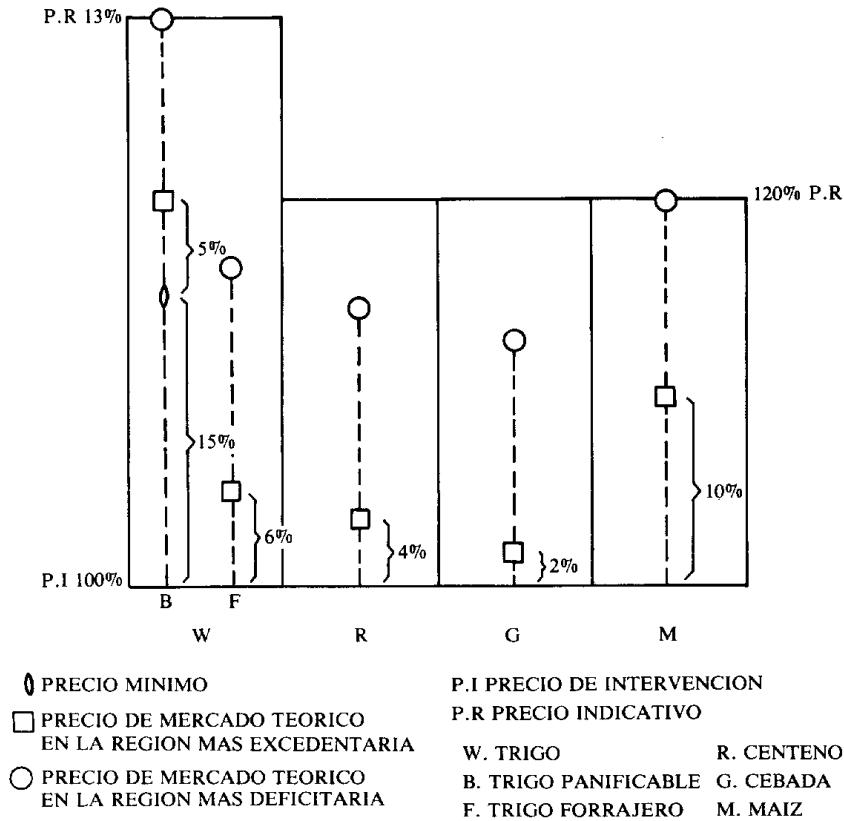 P.R 13%
120% P.R
5%
15%
6%
4%
2%
10%
P.I 100%
B F
W R G M
PRECIO MINIMO
PRECIO DE MERCADO TEORICO
EN LA REGION MAS EXCEDENTARIA
PRECIO DE MERCADO TEORICO
EN LA REGION MAS DEFICITARIA
P.I PRECIO DE INTERVENCION
P.R PRECIO INDICATIVO
W. TRIGO R. CENTENO
B. TRIGO PANIFICABLE G. CEBADA
F. TRIGO FORRAJERO M. MAIZ